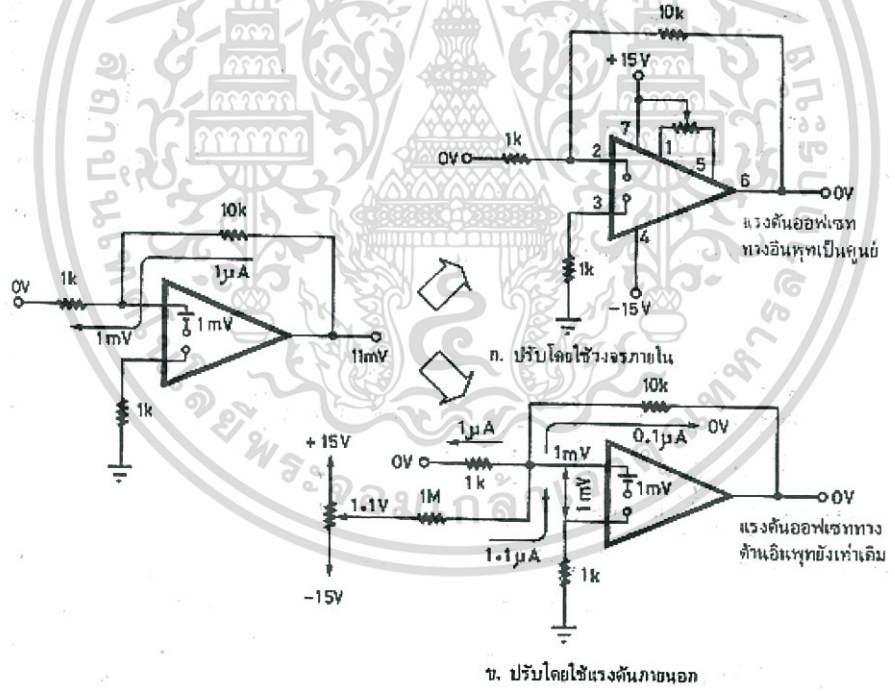 10k
+15V
7
1
5
1k
0V
2
3
6
0V
4
1k
-15V
แรงดันออฟเซท
ทางอินพุทเป็นศูนย์
ก. ปรับโดยใช้วงจรภายใน
10k
1μA
0V
1k
1mV
1mV
11mV
1k
10k
1μA
0.1μA
0V
0V
1k
1mV
1mV
1mV
0V
+15V
1.1V
1M
1.1μA
1k
-15V
แรงดันออฟเซททาง
ด้านอินพุทยังเท่าเดิม
ข. ปรับโดยใช้แรงดันภายนอก